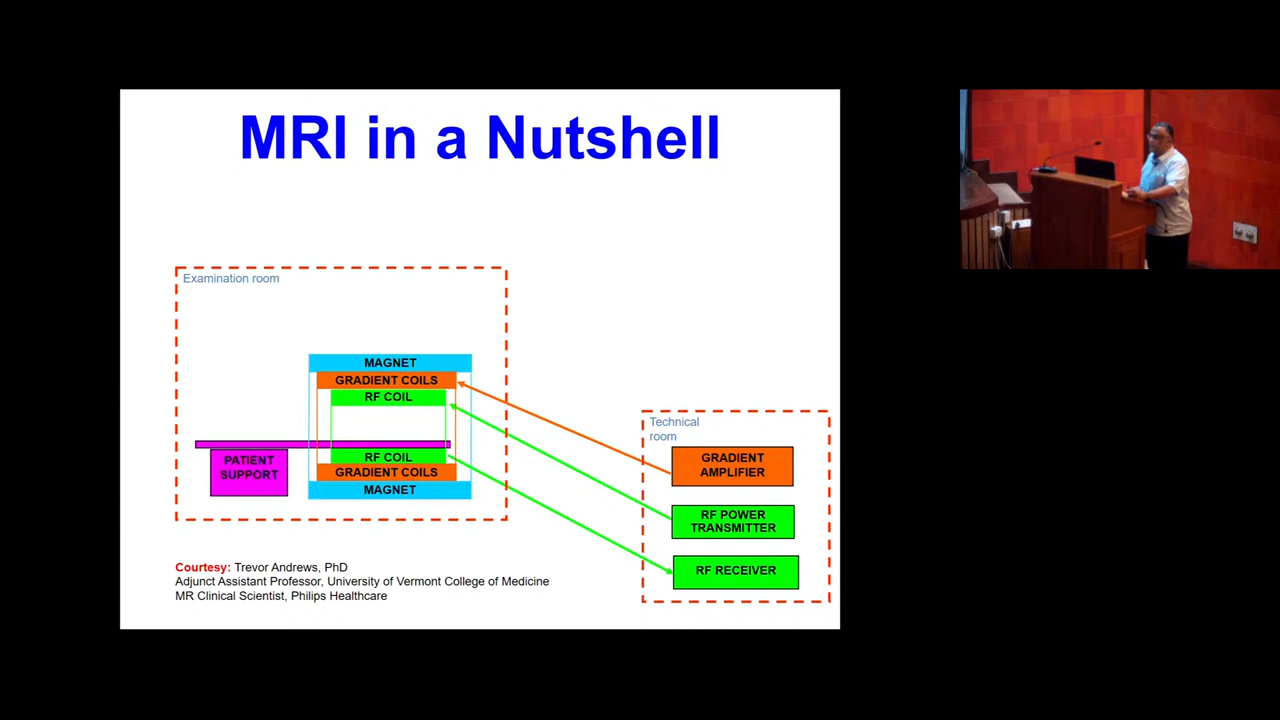 MRI in a Nutshell
Examination room
MAGNET
GRADIENT COILS
RF COIL
RF COIL
GRADIENT COILS
MAGNET
PATIENT
SUPPORT
Technical
room
GRADIENT
AMPLIFIER
RF POWER
TRANSMITTER
RF RECEIVER
Courtesy: Trevor Andrews, PhD
Adjunct Assistant Professor, University of Vermont College of Medicine
MR Clinical Scientist, Philips Healthcare